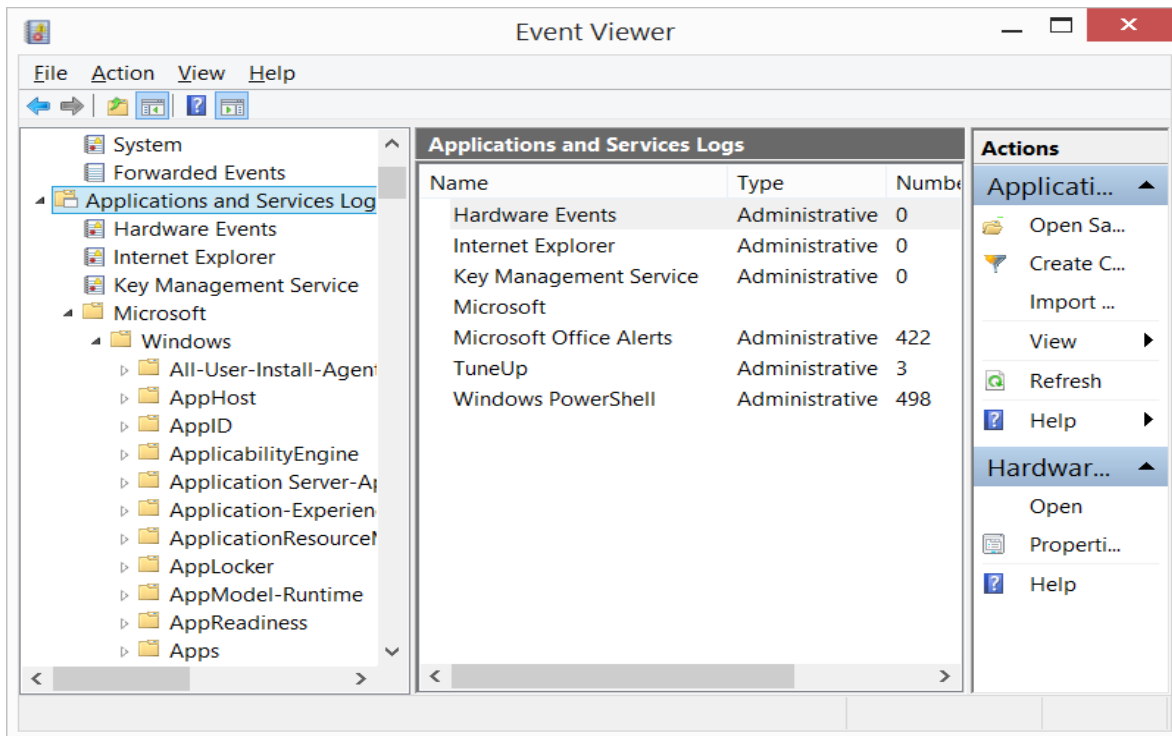 Event Viewer
File Action View Help
System
Forwarded Events
Applications and Services Log
Hardware Events
Internet Explorer
Key Management Service
Microsoft
Windows
All-User-Install-Agent
AppHost
AppID
ApplicabilityEngine
Application Server-Ap
Application-Experien
ApplicationResourceM
AppLocker
AppModel-Runtime
AppReadiness
Apps
Applications and Services Logs
Name Type Numbe
Hardware Events Administrative 0
Internet Explorer Administrative 0
Key Management Service Administrative 0
Microsoft
Microsoft Office Alerts Administrative 422
TuneUp Administrative 3
Windows PowerShell Administrative 498
Actions
Applicati...
Open Sa...
Create C...
Import ...
View
Refresh
Help
Hardwar...
Open
Properti...
Help